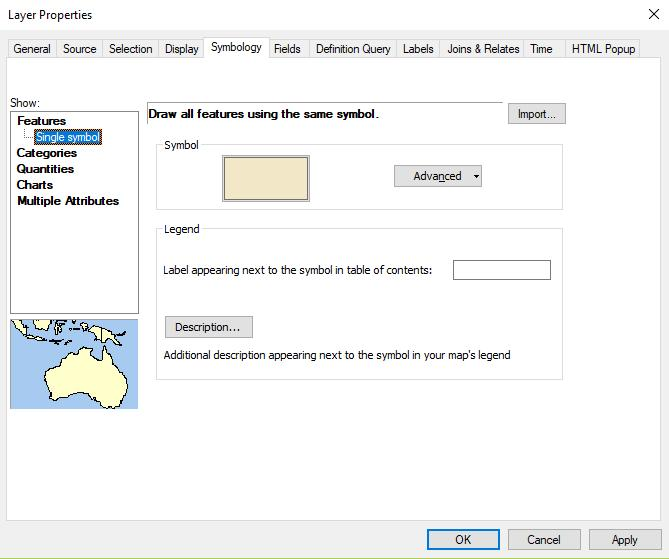 Layer Properties
General Source Selection Display Symbology Fields Definition Query Labels Joins & Relates Time HTML Popup
Show:
Features
Single symbol
Categories
Quantities
Charts
Multiple Attributes
Draw all features using the same symbol.
Import...
Symbol
Advanced
Legend
Label appearing next to the symbol in table of contents:
Description...
Additional description appearing next to the symbol in your map's legend
OK Cancel Apply